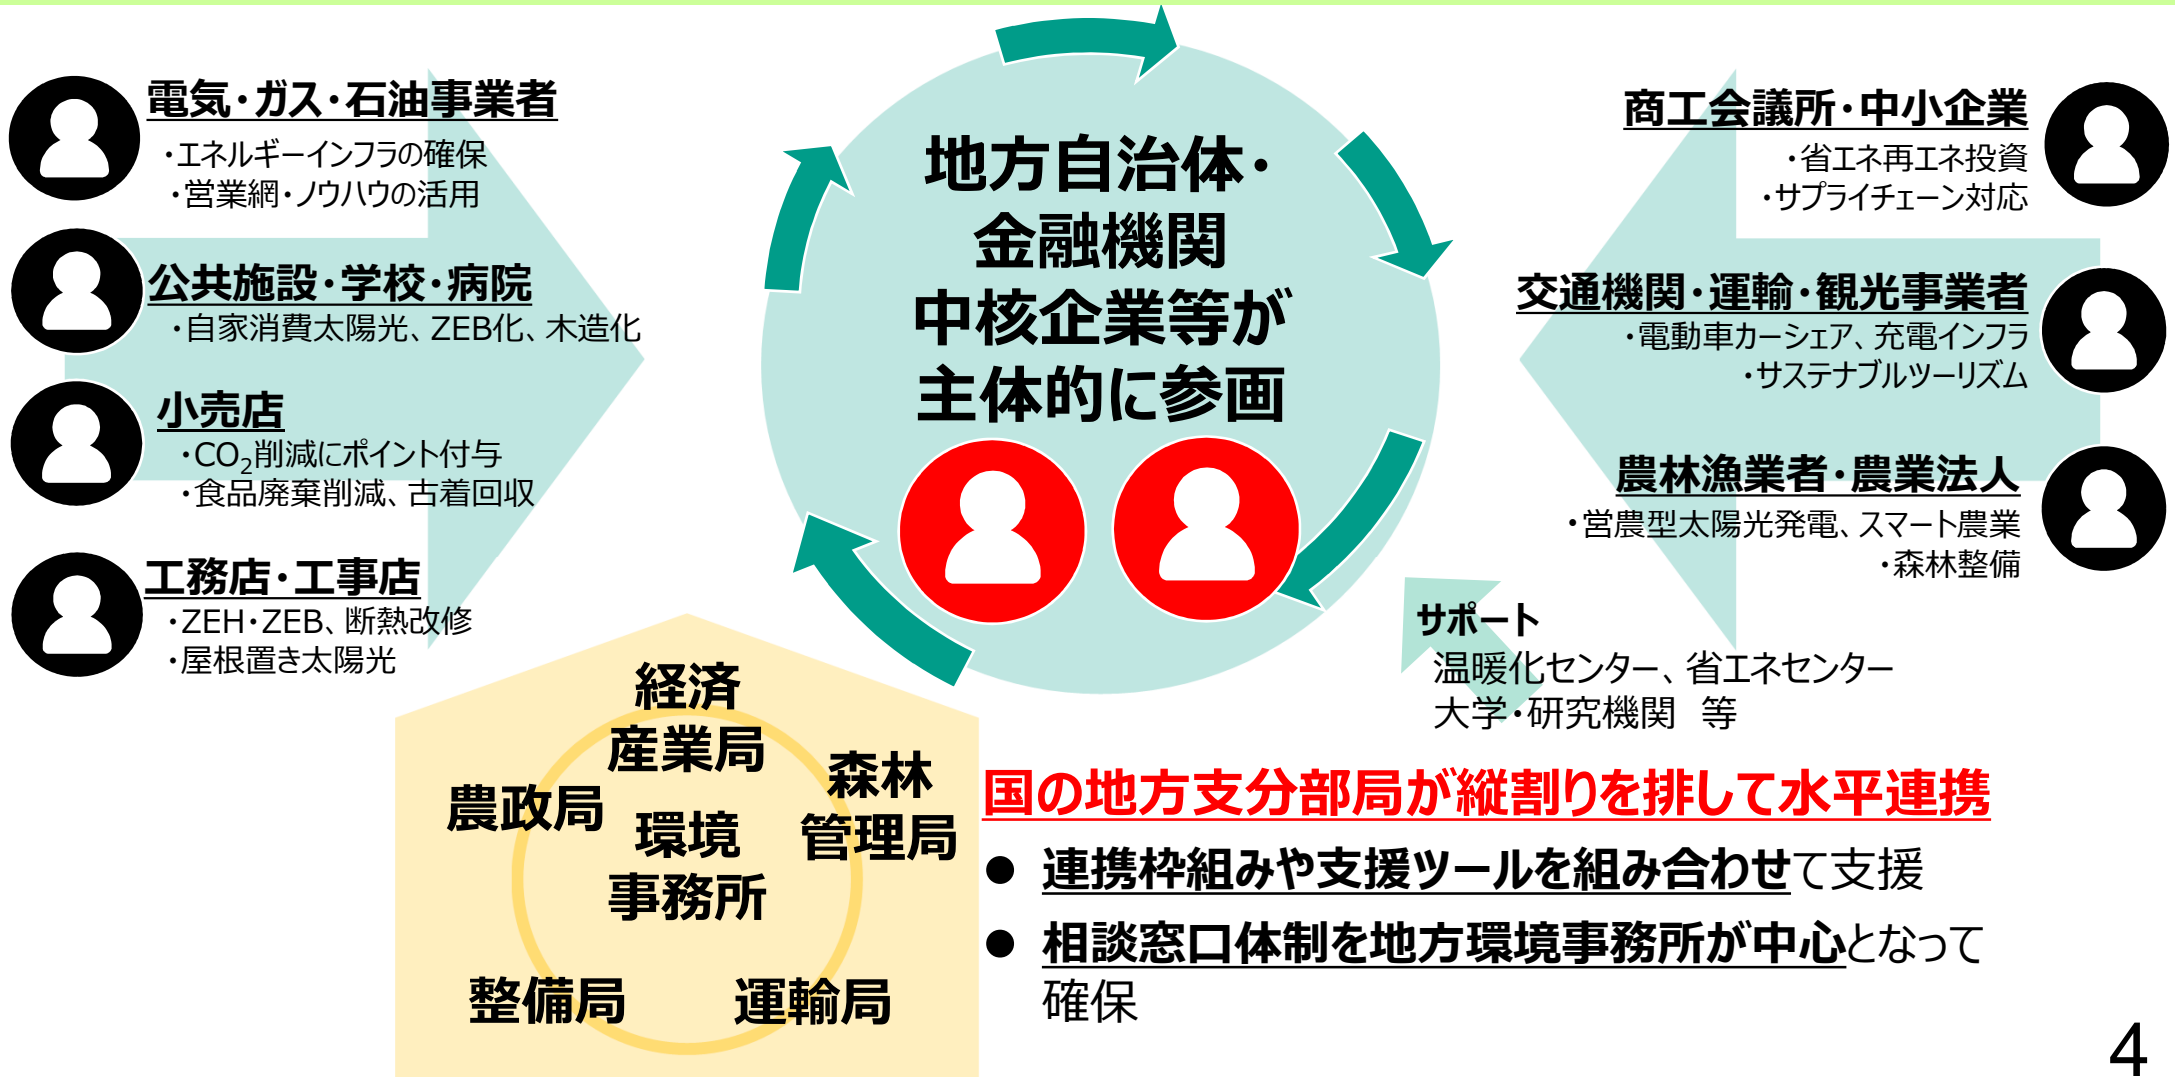 電気・ガス・石油事業者
・エネルギーインフラの確保
・営業網・ノウハウの活用
公共施設・学校・病院
・自家消費太陽光、ZEB化、木造化
小売店
・CO₂削減にポイント付与
・食品廃棄削減、古着回収
工務店・工事店
・ZEH・ZEB、断熱改修
・屋根置き太陽光
地方自治体・
金融機関
中核企業等が
主体的に参画
商工会議所・中小企業
・省エネ再エネ投資
・サプライチェーン対応
交通機関・運輸・観光事業者
・電動車カーシェア、充電インフラ
・サステナブルツーリズム
農林漁業者・農業法人
・営農型太陽光発電、スマート農業
・森林整備
サポート
温暖化センター、省エネセンター
大学・研究機関 等
経済
産業局
農政局
森林
管理局
環境
事務所
整備局
運輸局
国の地方支分部局が縦割りを排して水平連携
● 連携枠組みや支援ツールを組み合わせて支援
● 相談窓口体制を地方環境事務所が中心となって
確保
4